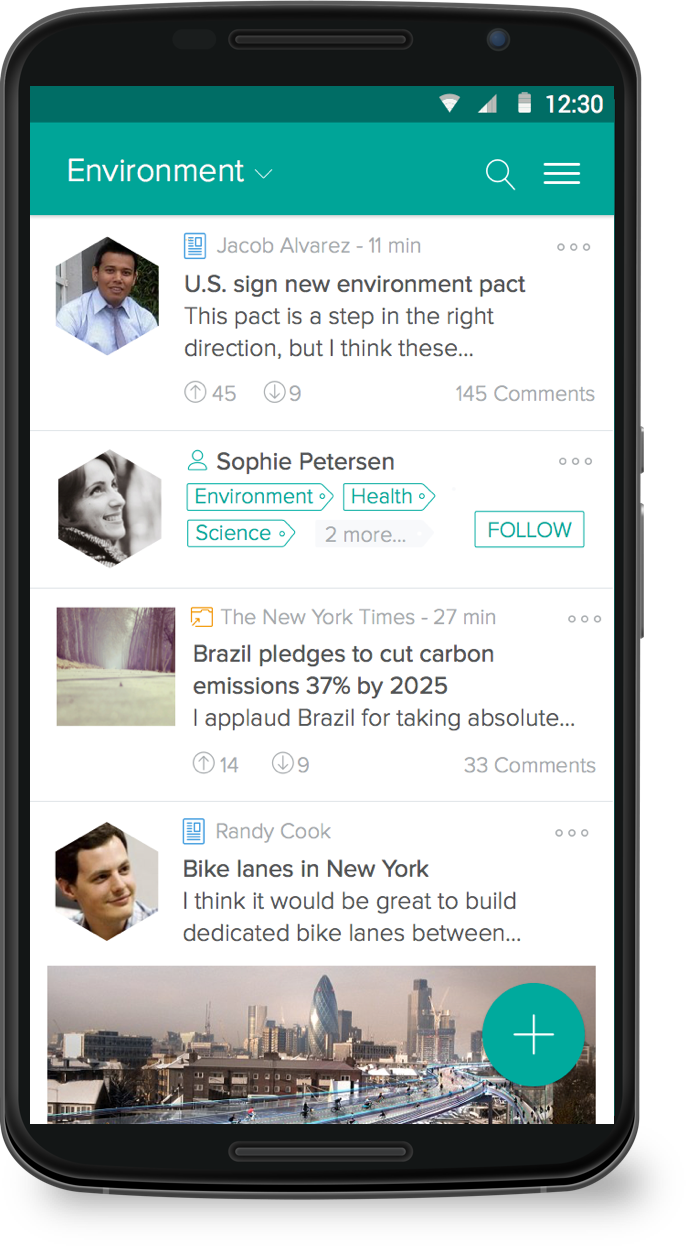 12:30
Environment
Jacob Alvarez - 11 min
U.S. sign new environment pact
This pact is a step in the right
direction, but I think these...
45 9 145 Comments
Sophie Petersen
Environment Health
Science 2 more... FOLLOW
The New York Times - 27 min
Brazil pledges to cut carbon
emissions 37% by 2025
I applaud Brazil for taking absolute...
14 9 33 Comments
Randy Cook
Bike lanes in New York
I think it would be great to build
dedicated bike lanes between...